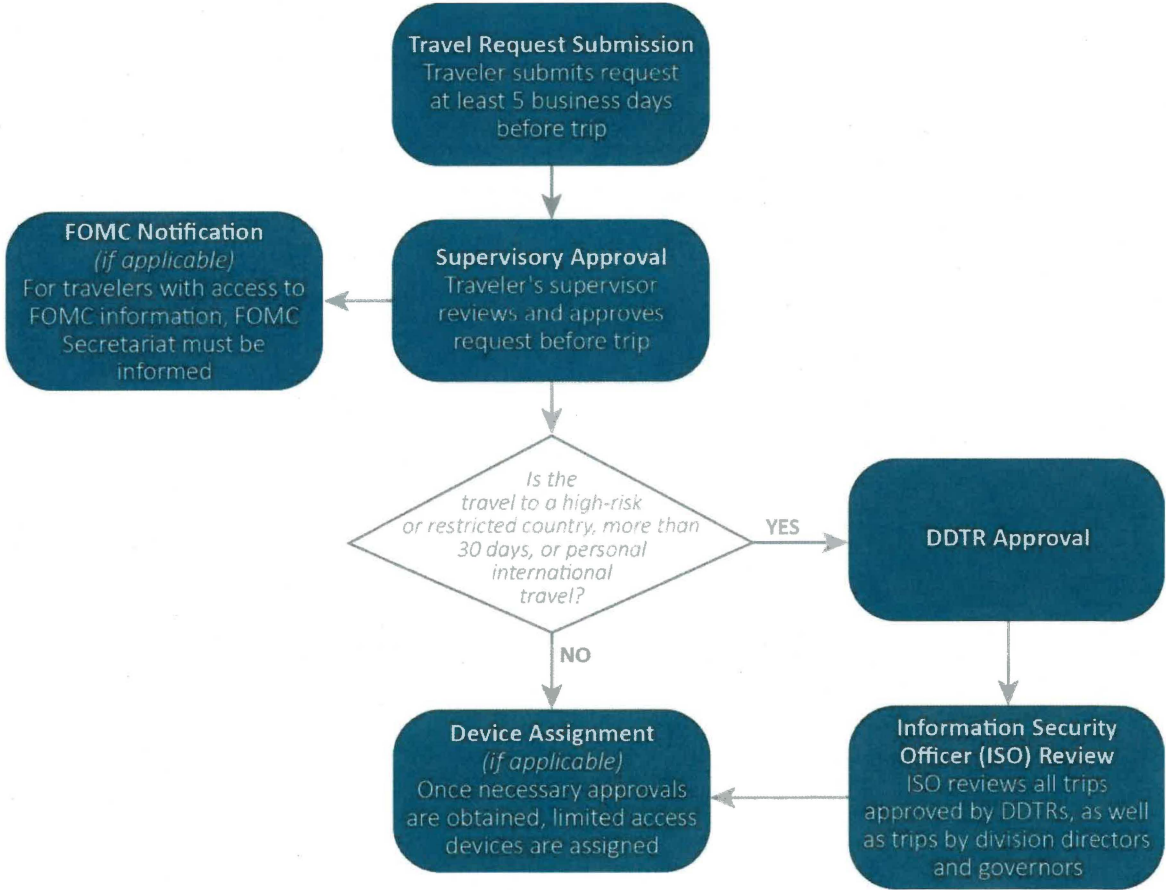 Travel Request Submission
Traveler submits request
at least 5 business days
before trip
FOMC Notification
(if applicable)
For travelers with access to
FOMC information, FOMC
Secretariat must be
informed
Supervisory Approval
Traveler's supervisor
reviews and approves
request before trip
Is the
travel to a high-risk
or restricted country, more than
30 days, or personal
international
travel?
YES
DDTR Approval
NO
Device Assignment
(if applicable)
Once necessary approvals
are obtained, limited access
devices are assigned
Information Security
Officer (ISO) Review
ISO reviews all trips
approved by DDTRs, as well
as trips by division directors
and governors